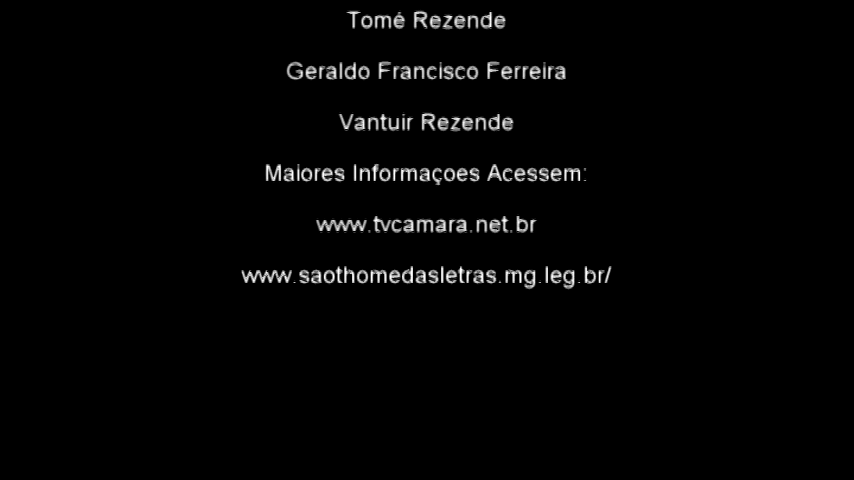 Tomé Rezende
Geraldo Francisco Ferreira
Vantuir Rezende
Maiores Informaçoes Acessem:
www.tvcamara.net.br
www.saothomedasletras.mg.leg.br/